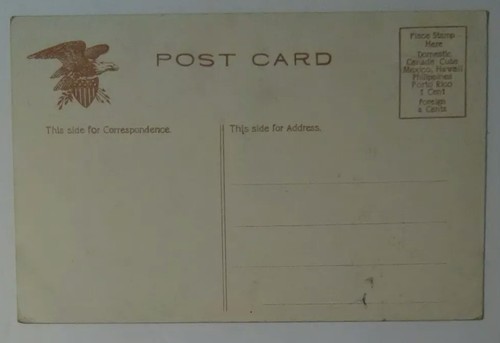 POST CARD
Place Stamp
Here
Domestic
Canada Cuba
Mexico, Hawaii
Philippines
Porto Rico
1 Cent
Foreign
2 Cents
This side for Correspondence.
This side for Address.